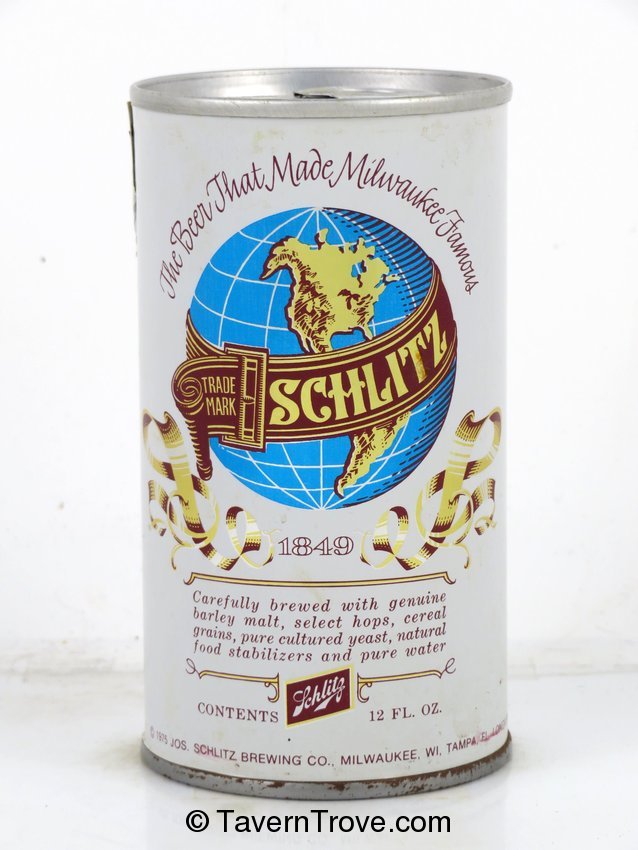 The Beer That Made Milwaukee Famous
TRADE
MARK
SCHLITZ
1849
Carefully brewed with genuine
barley malt, select hops, cereal
grains, pure cultured yeast, natural
food stabilizers and pure water
CONTENTS Schlitz 12 FL. OZ.
© 1975 JOS. SCHLITZ BREWING CO., MILWAUKEE, WI, TAMPA, FL,
© TavernTrove.com